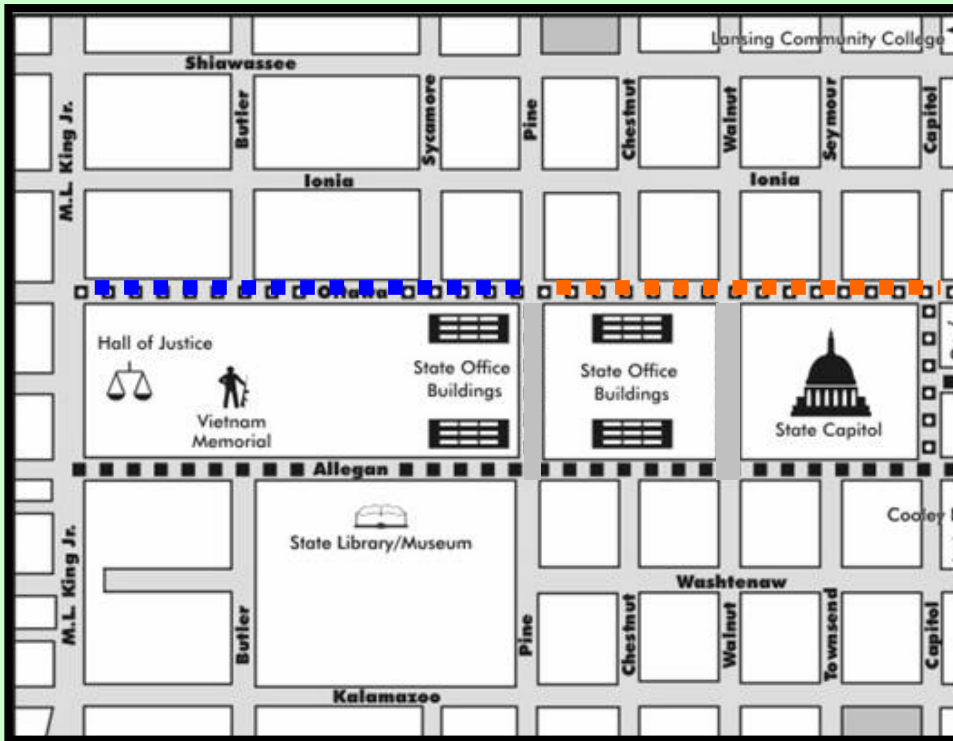 Lansing Community College
Shiawassee
M.L. King Jr.
Butler
Sycamore
Pine
Chestnut
Walnut
Seymour
Capitol
Ionia
Ionia
Ottawa
Hall of Justice
Vietnam
Memorial
State Office
Buildings
State Office
Buildings
State Capitol
Allegan
State Library/Museum
Cooley
Washtenaw
M.L. King Jr.
Butler
Pine
Chestnut
Walnut
Townsend
Capitol
Kalamazoo